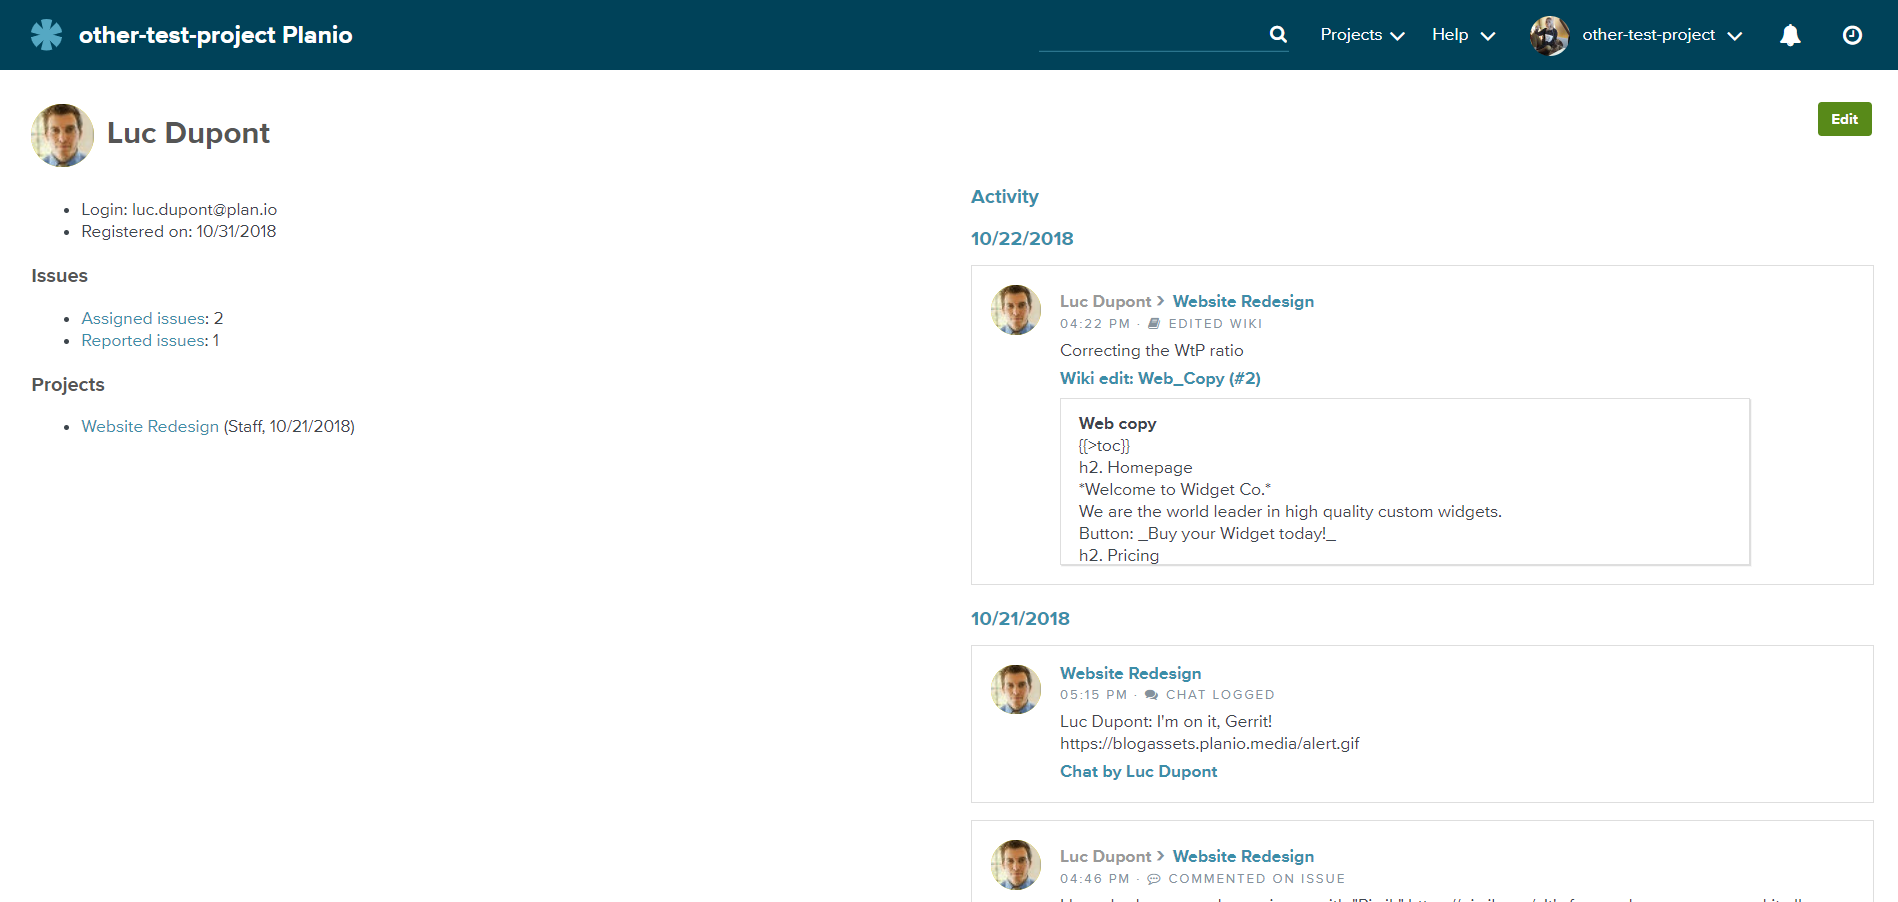 other-test-project Planio
Projects
Help
other-test-project
Luc Dupont
Edit
Login: luc.dupont@plan.io
Registered on: 10/31/2018
Issues
Assigned issues: 2
Reported issues: 1
Projects
Website Redesign (Staff, 10/21/2018)
Activity
10/22/2018
Luc Dupont › Website Redesign
04:22 PM · EDITED WIKI
Correcting the WtP ratio
Wiki edit: Web_Copy (#2)
Web copy
{{>toc}}
h2. Homepage
*Welcome to Widget Co.*
We are the world leader in high quality custom widgets.
Button: _Buy your Widget today!_
h2. Pricing
10/21/2018
Website Redesign
05:15 PM · CHAT LOGGED
Luc Dupont: I'm on it, Gerrit!
https://blogassets.planio.media/alert.gif
Chat by Luc Dupont
Luc Dupont › Website Redesign
04:46 PM · COMMENTED ON ISSUE